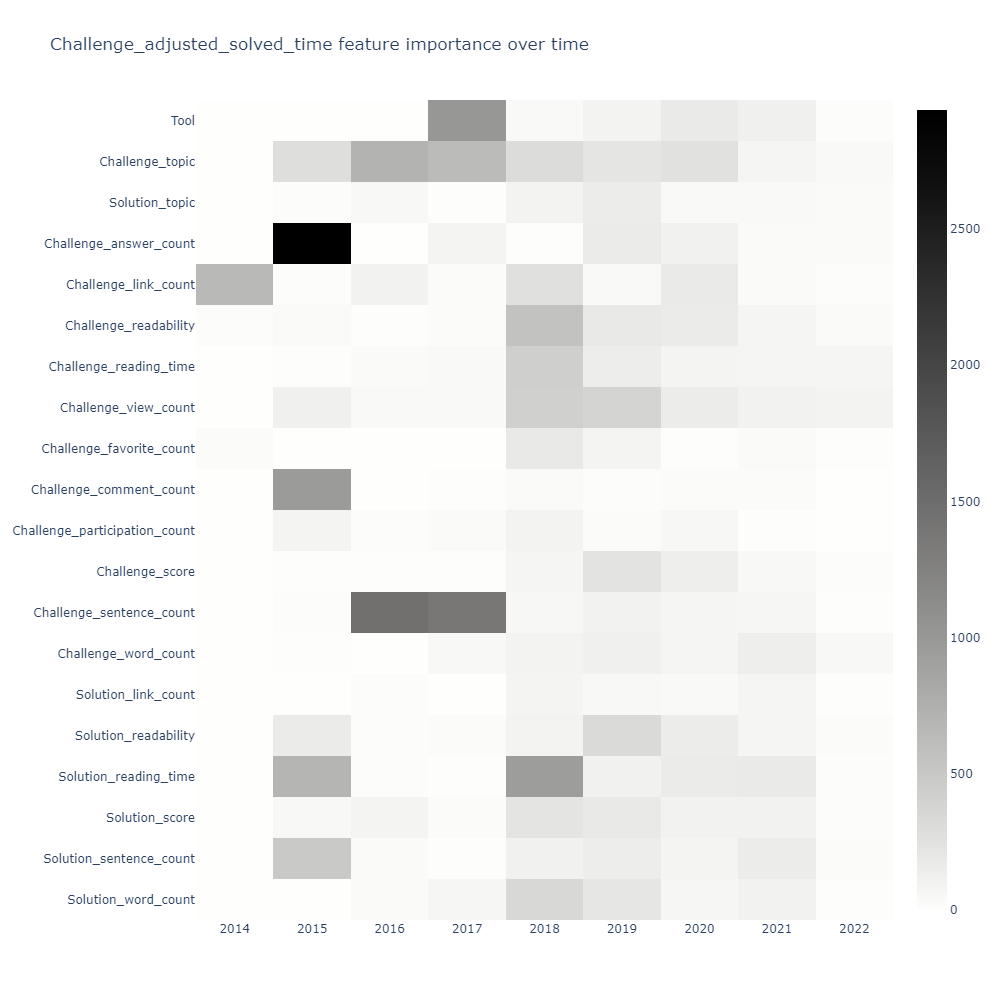 Challenge_adjusted_solved_time feature importance over time
Tool
Challenge_topic
Solution_topic
Challenge_answer_count
Challenge_link_count
Challenge_readability
Challenge_reading_time
Challenge_view_count
Challenge_favorite_count
Challenge_comment_count
Challenge_participation_count
Challenge_score
Challenge_sentence_count
Challenge_word_count
Solution_link_count
Solution_readability
Solution_reading_time
Solution_score
Solution_sentence_count
Solution_word_count
2014 2015 2016 2017 2018 2019 2020 2021 2022
2500
2000
1500
1000
500
0